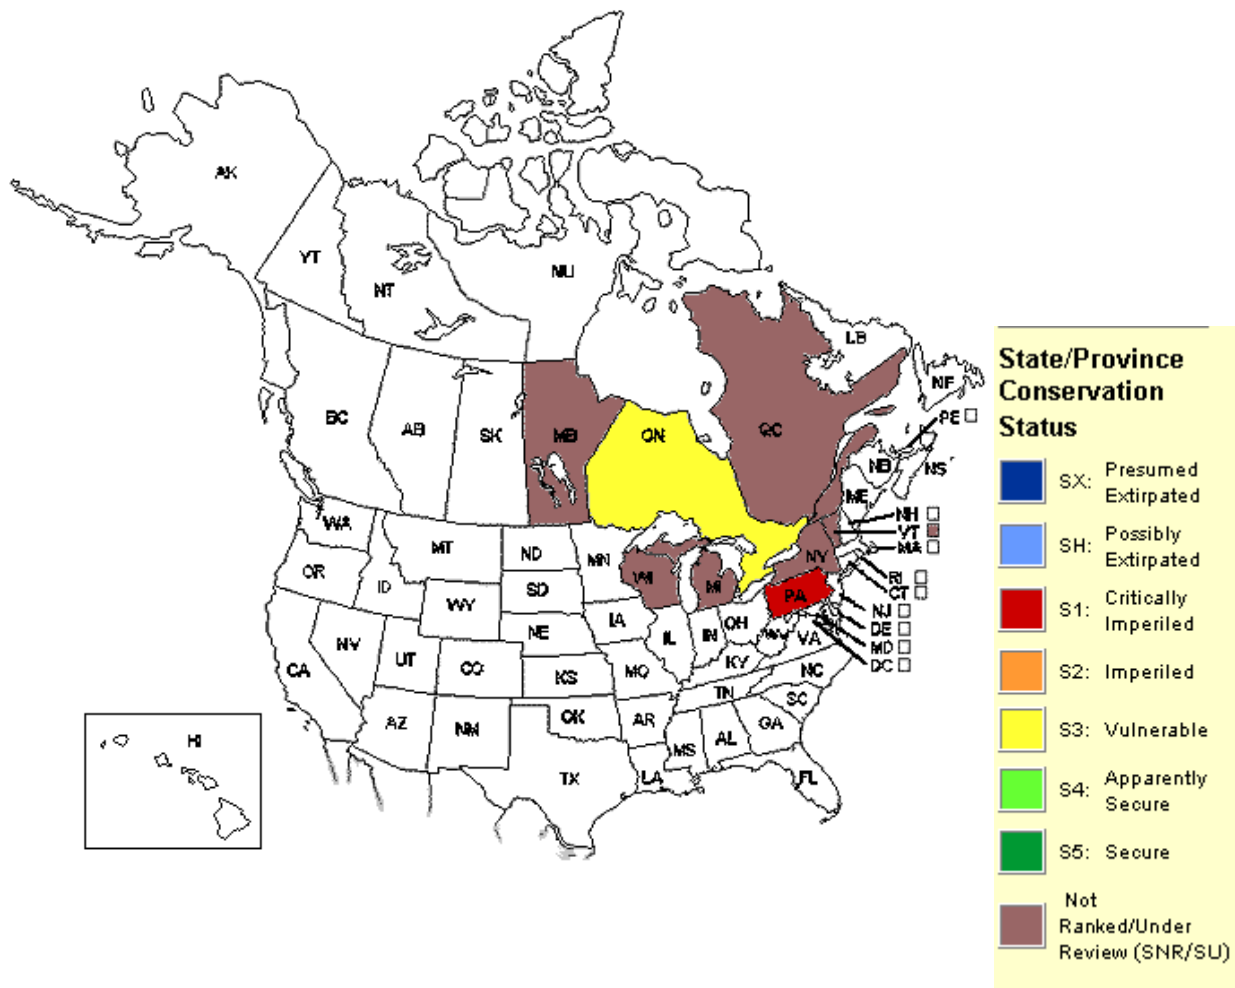 AK
YT
NT
NU
BC
AB
SK
MB
ON
QC
LB
NF
PE
NB
NS
ME
NH
VT
MA
RI
CT
NJ
DE
MD
DC
WA
MT
ND
MN
OR
ID
SD
WI
MI
NY
PA
WY
IA
NE
IL
IN
OH
WV
VA
NV
UT
CO
KS
MO
KY
CA
NC
TN
SC
AZ
NM
OK
AR
MS
AL
GA
TX
LA
FL
HI
State/Province
Conservation
Status
SX: Presumed
Extirpated
SH: Possibly
Extirpated
S1: Critically
Imperiled
S2: Imperiled
S3: Vulnerable
S4: Apparently
Secure
S5: Secure
Not
Ranked/Under
Review (SNR/SU)